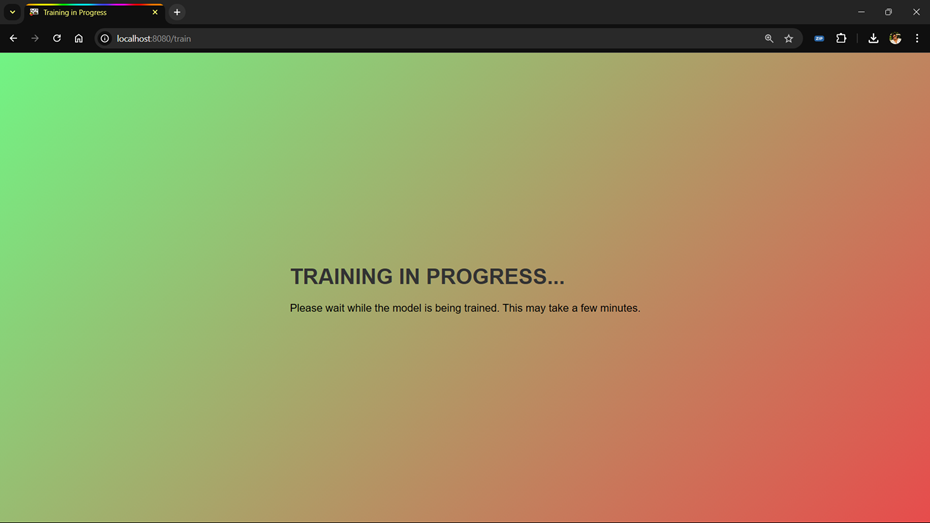 Training in Progress
localhost:8080/train
ZIP
TRAINING IN PROGRESS...
Please wait while the model is being trained. This may take a few minutes.